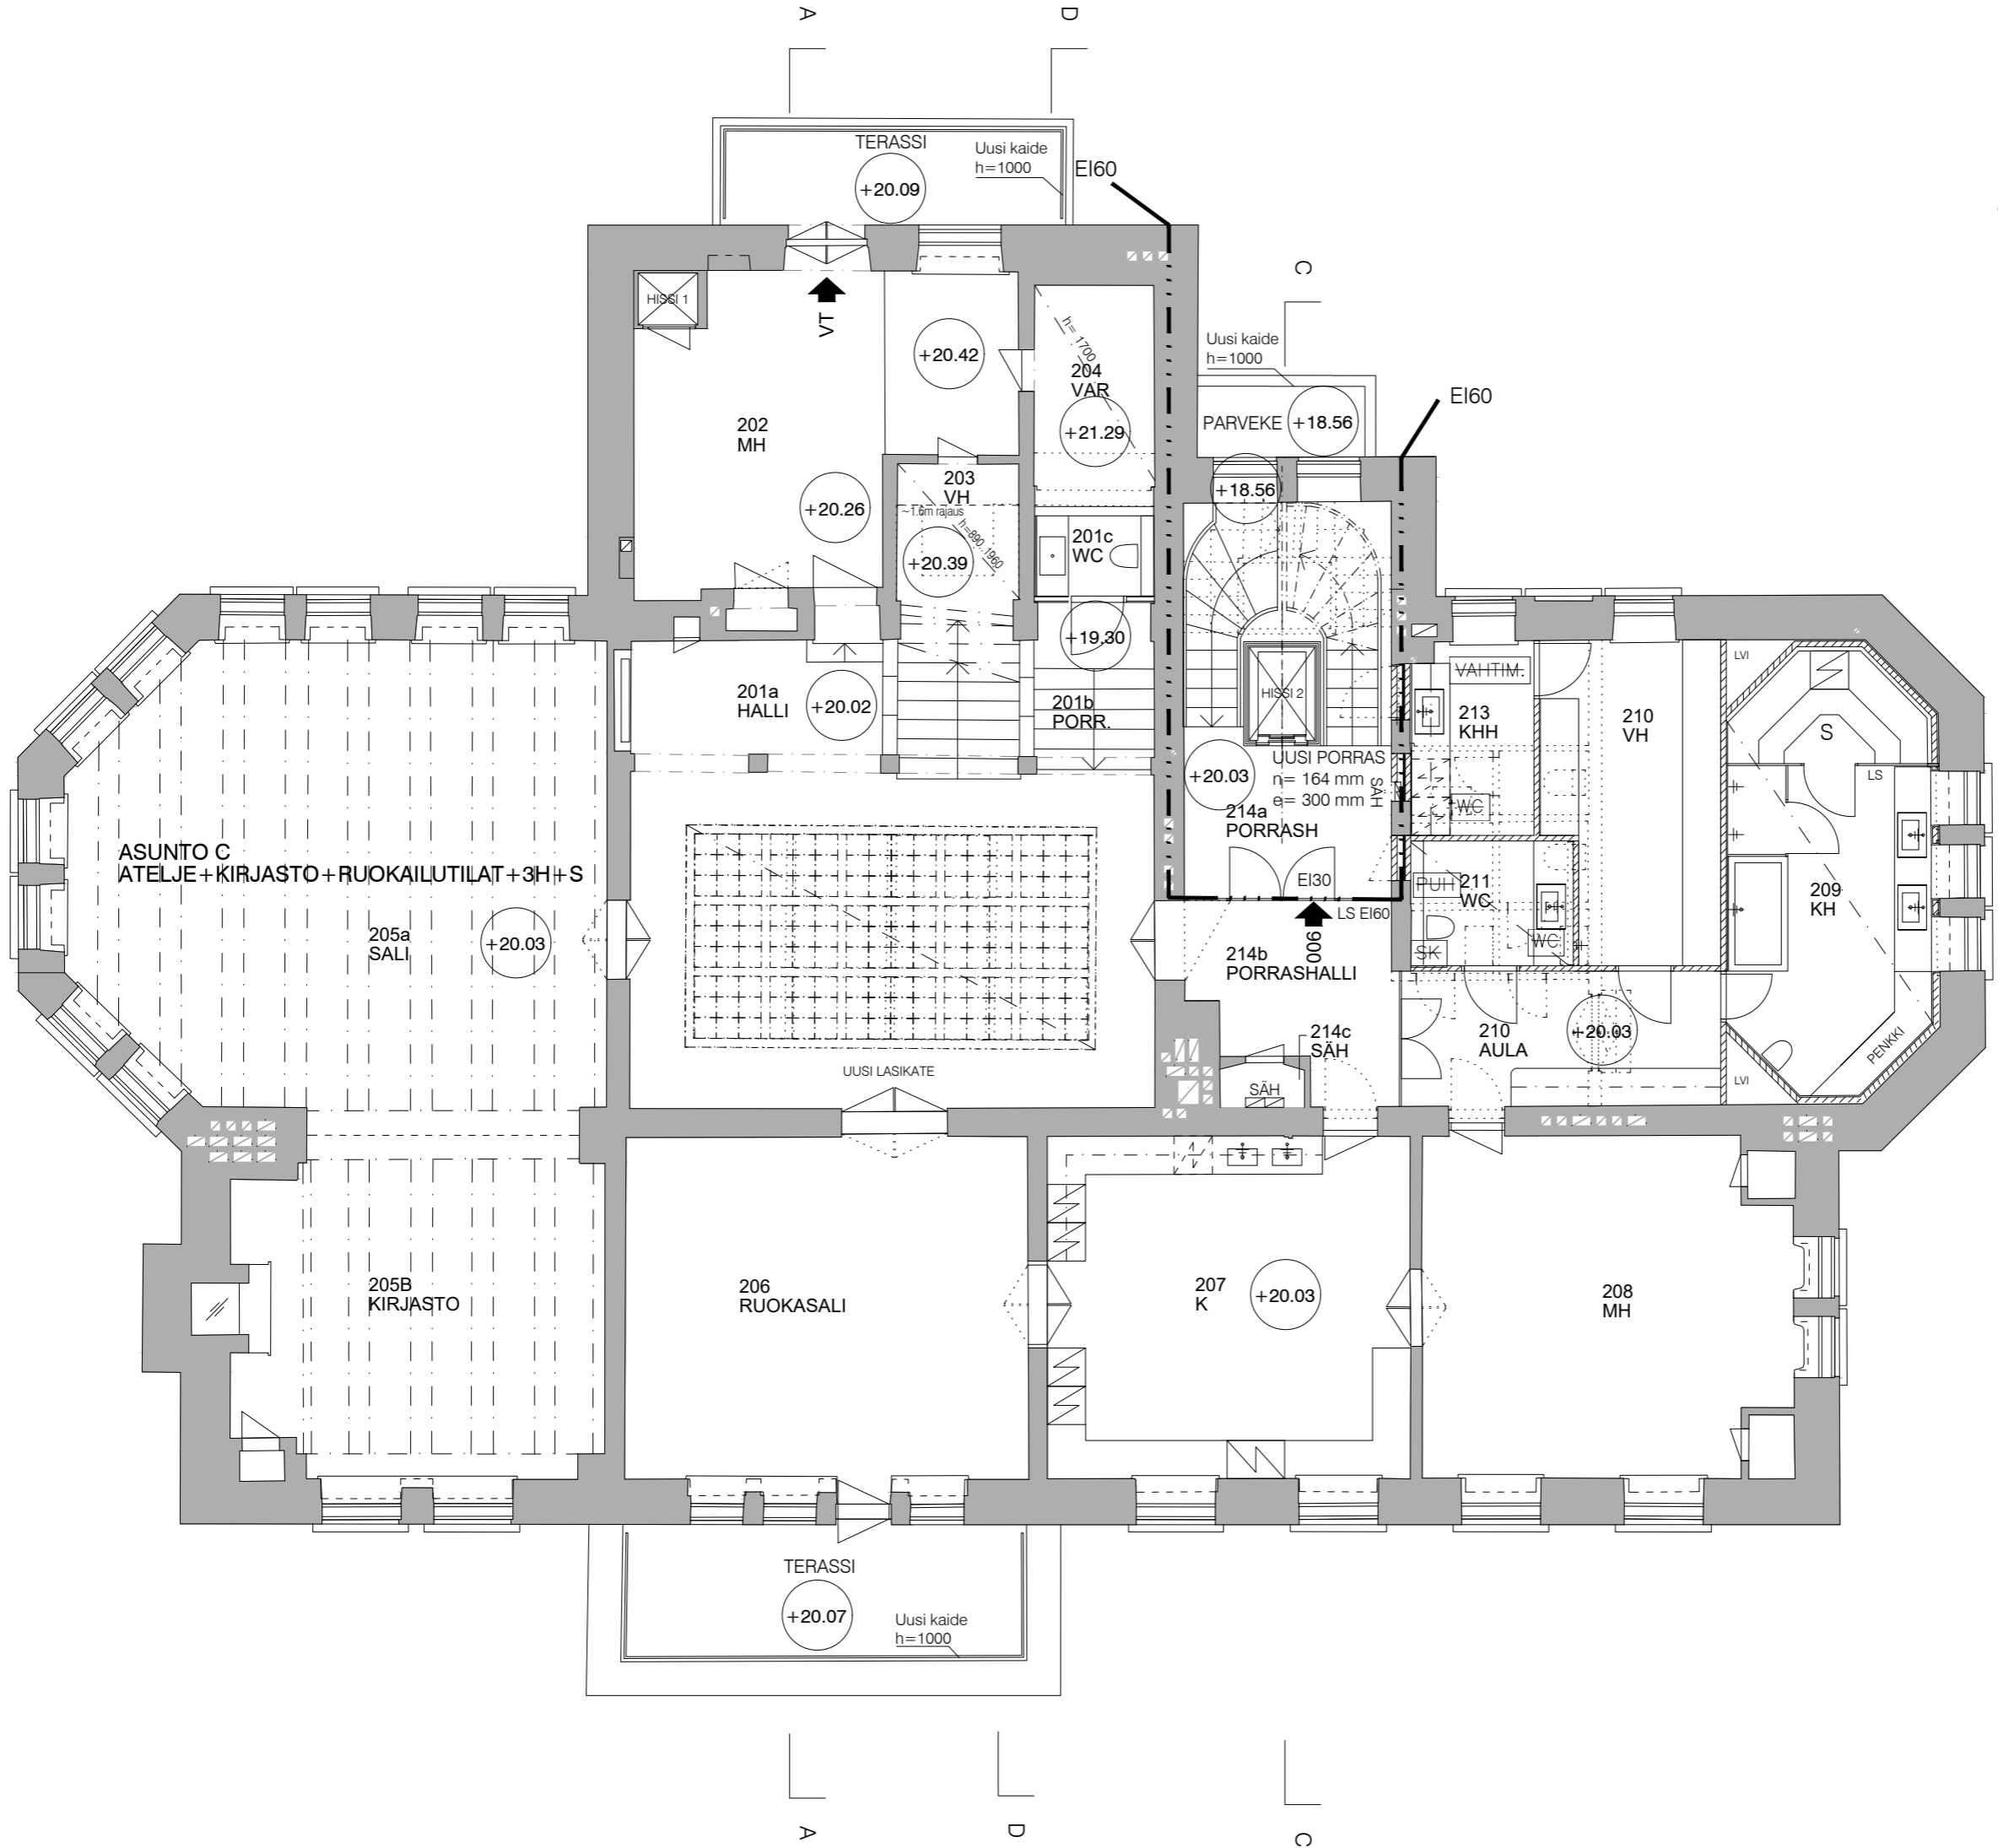 A
D
TERASSI
+20.09
Uusi kaide
h=1000
EI60
C
HISSI 1
VT
+20.42
h= 1700
204
VAR
+21.29
Uusi kaide
h=1000
PARVEKE
+18.56
EI60
202
MH
+20.26
203
VH
~1.6m rajaus
h=890..1960
+20.39
201c
WC
+18.56
+19.30
201a
HALLI
+20.02
201b
PORR.
HISSI 2
VAHTIM.
213
KHH
210
VH
LVI
S
LS
+20.03
UUSI PORRAS
n= 164 mm
e= 300 mm
SÄH
WC
214a
PORRASH
ASUNTO C
ATELJE+KIRJASTO+RUOKAILUTILAT+3H+S
205a
SALI
+20.03
EI30
LS EI60
900
PUH
211
WC
WC
SK
209
KH
214b
PORRASHALLI
214c
SÄH
SÄH
210
AULA
+20.03
PENKKI
LVI
UUSI LASIKATE
205B
KIRJASTO
206
RUOKASALI
207
K
+20.03
208
MH
TERASSI
+20.07
Uusi kaide
h=1000
A
D
C